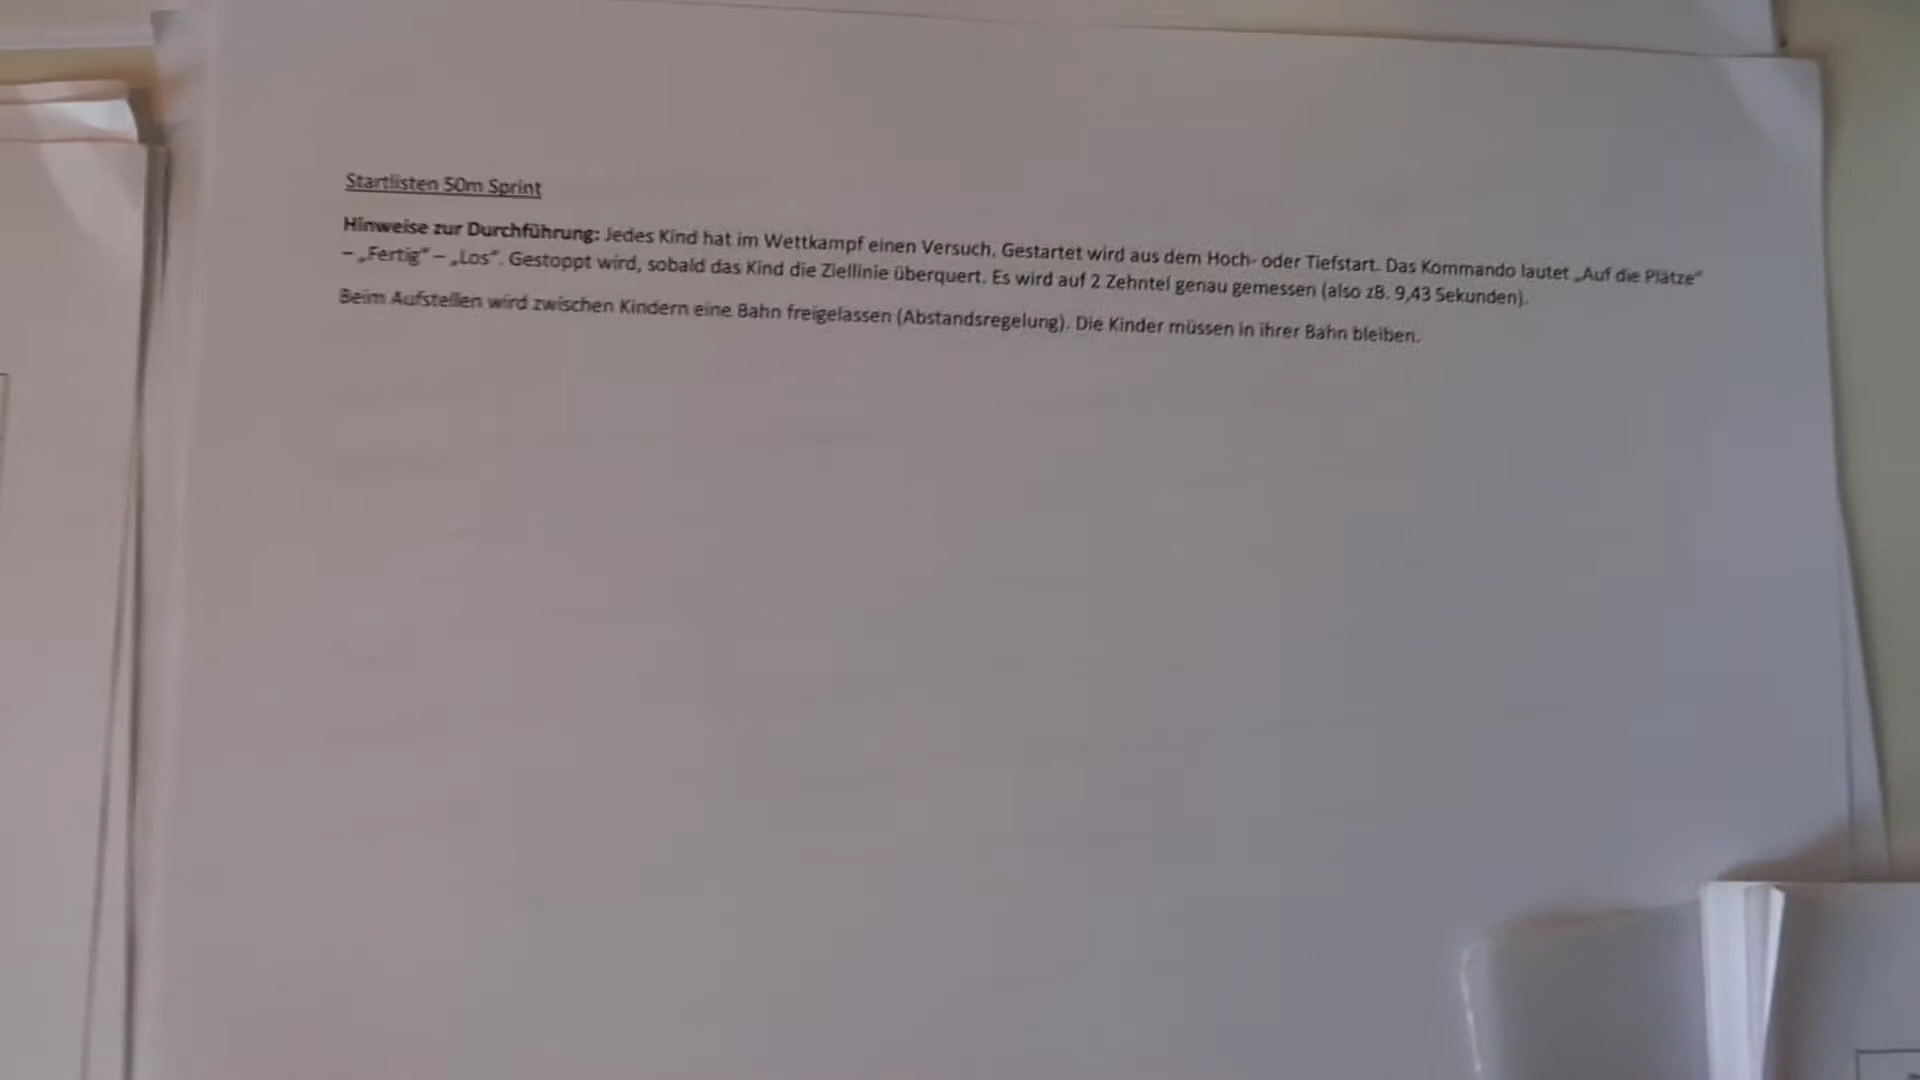 Startlisten 50m Sprint
Hinweise zur Durchführung: Jedes Kind hat im Wettkampf einen Versuch. Gestartet wird aus dem Hoch- oder Tiefstart. Das Kommando lautet „Auf die Plätze“
– „Fertig“ – „Los“. Gestoppt wird, sobald das Kind die Ziellinie überquert. Es wird auf 2 Zehntel genau gemessen (also zB. 9,43 Sekunden).
Beim Aufstellen wird zwischen Kindern eine Bahn freigelassen (Abstandsregelung). Die Kinder müssen in ihrer Bahn bleiben.